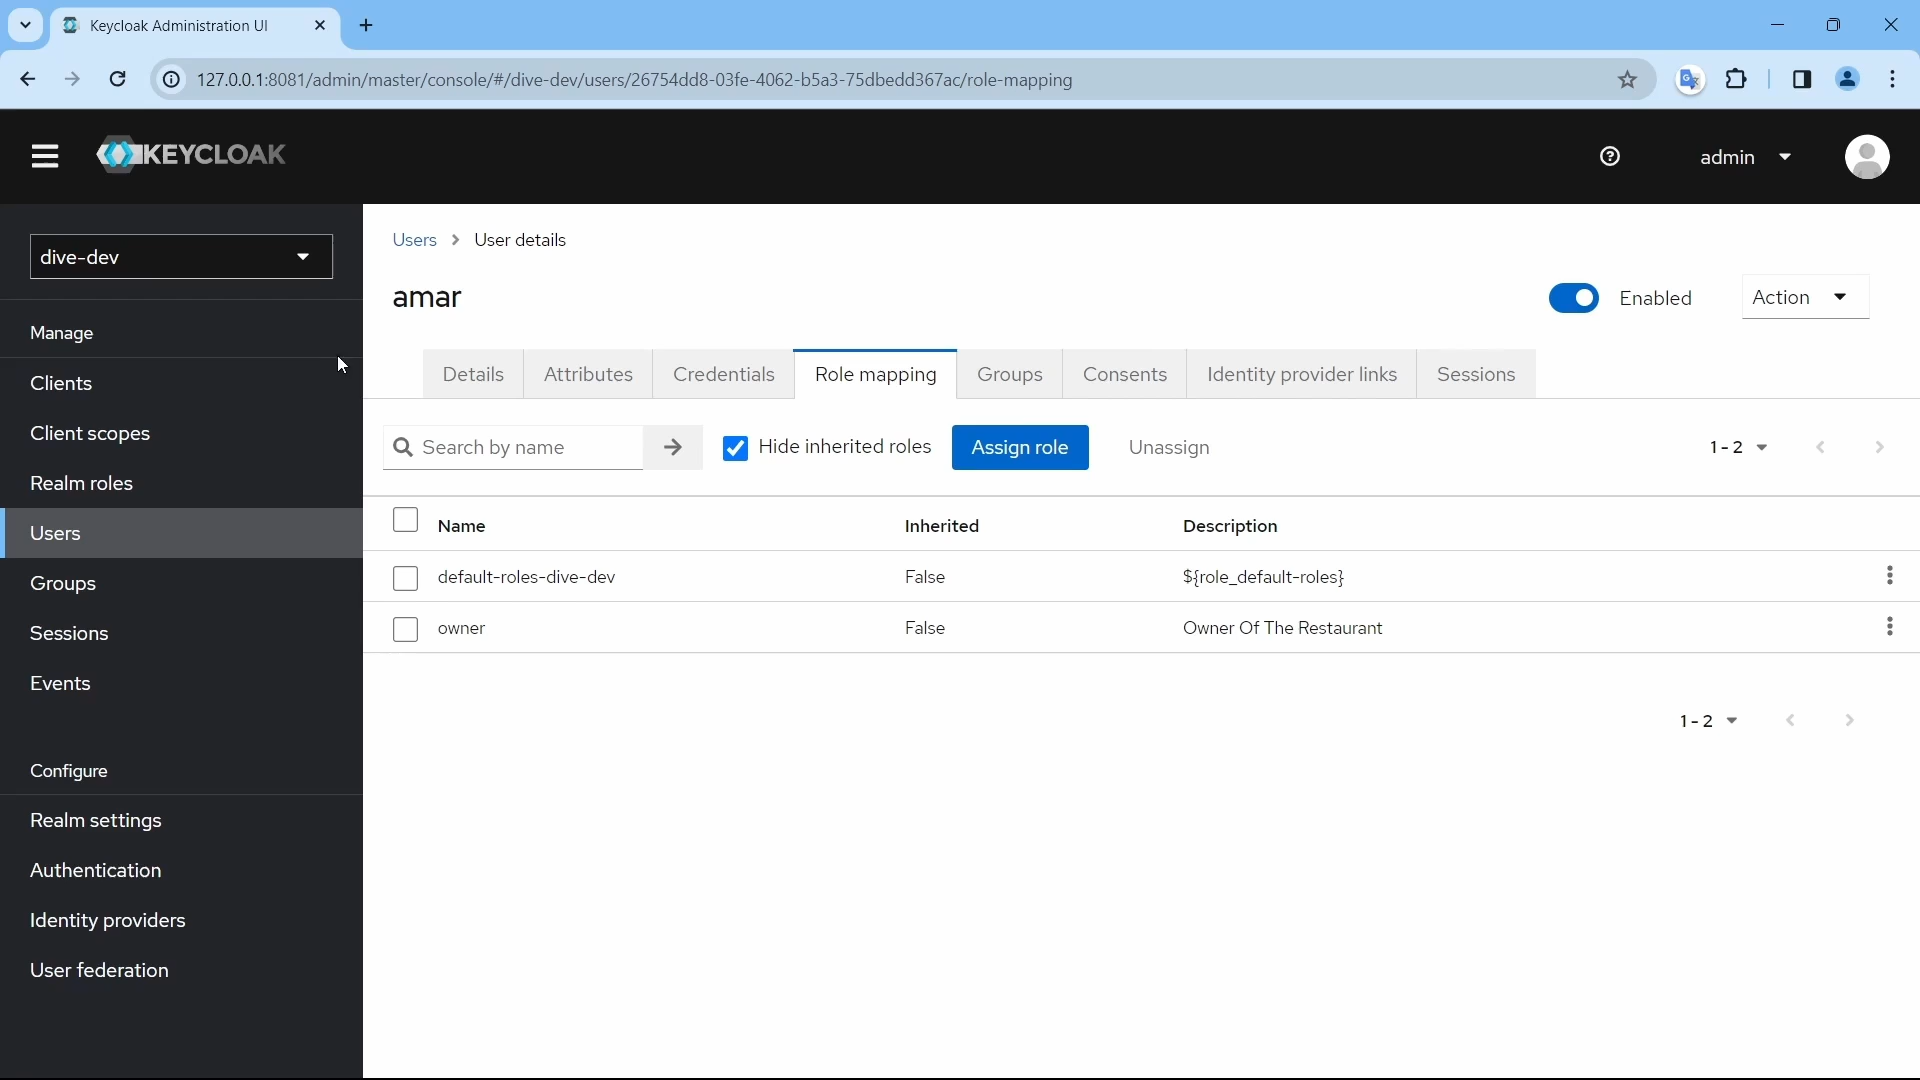 Keycloak Administration UI
127.0.0.1:8081/admin/master/console/#/dive-dev/users/26754dd8-03fe-4062-b5a3-75dbedd367ac/role-mapping
KEYCLOAK
admin
dive-dev
Manage
Clients
Client scopes
Realm roles
Users
Groups
Sessions
Events
Configure
Realm settings
Authentication
Identity providers
User federation
Users > User details
amar
Enabled
Action
Details Attributes Credentials Role mapping Groups Consents Identity provider links Sessions
Search by name Hide inherited roles Assign role Unassign 1 - 2
Name Inherited Description
default-roles-dive-dev False ${role_default-roles}
owner False Owner Of The Restaurant
1 - 2